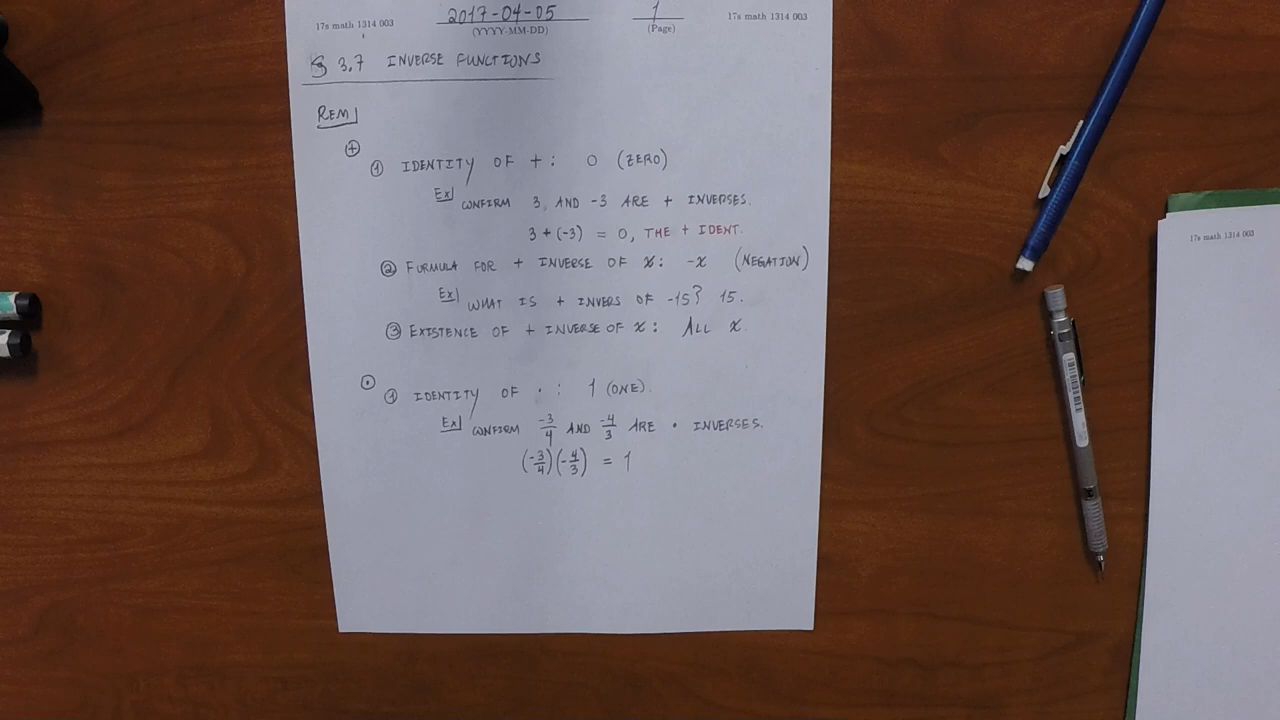 17s math 1314 003 2017-04-05 1 17s math 1314 003
(YYYY-MM-DD) (Page)
§ 3.7 INVERSE FUNCTIONS
REM
+
① IDENTITY OF + : 0 (ZERO)
Ex CONFIRM 3 AND -3 ARE + INVERSES.
3 + (-3) = 0, THE + IDENT.
② FORMULA FOR + INVERSE OF x: -x (NEGATION)
Ex WHAT IS + INVERS OF -15? 15.
③ EXISTENCE OF + INVERSE OF x: ALL x.
·
① IDENTITY OF · : 1 (ONE).
Ex CONFIRM -3/4 AND -4/3 ARE · INVERSES.
(-3/4)(-4/3) = 1
17s math 1314 003